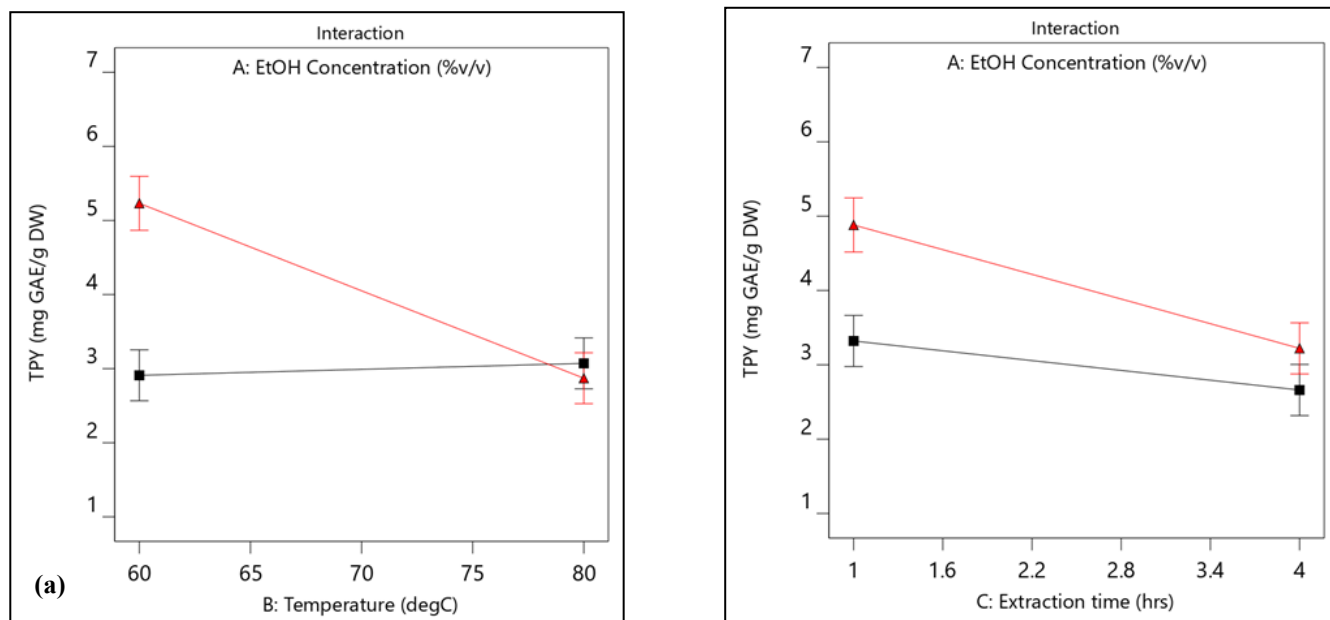 Interaction
A: EtOH Concentration (%v/v)
7
6
5
4
3
2
1
TPY (mg GAE/g DW)
60 65 70 75 80
B: Temperature (degC)
(a)
Interaction
A: EtOH Concentration (%v/v)
7
6
5
4
3
2
1
TPY (mg GAE/g DW)
1 1.6 2.2 2.8 3.4 4
C: Extraction time (hrs)